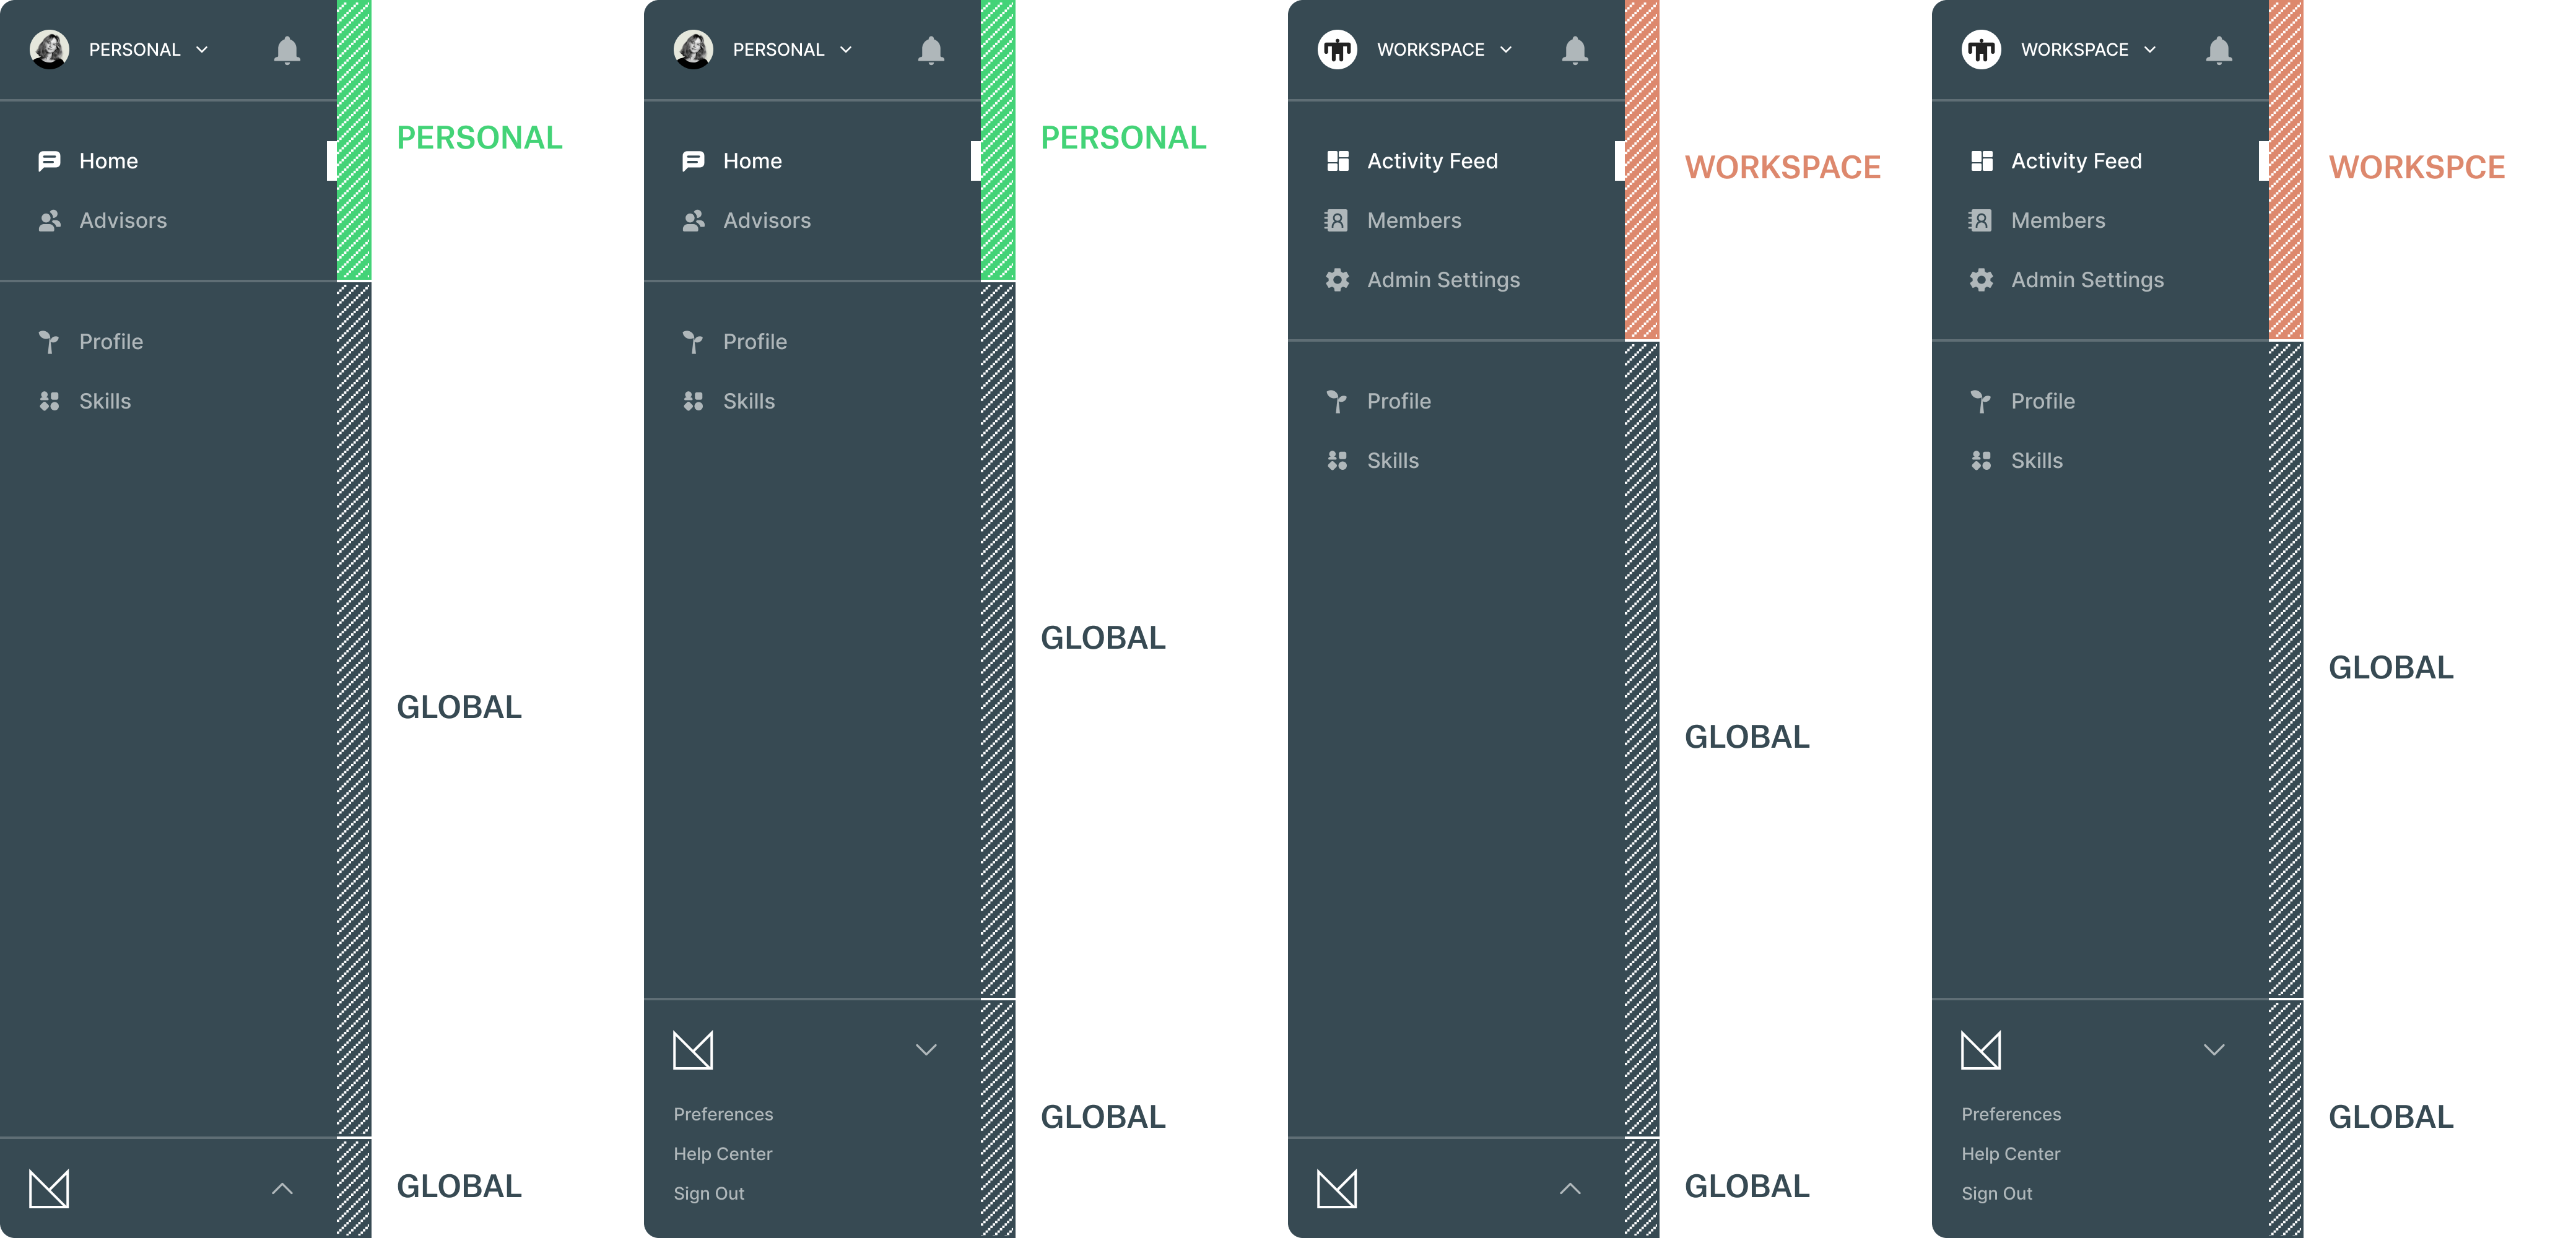 PERSONAL
Home
Advisors
Profile
Skills
PERSONAL
GLOBAL
GLOBAL
PERSONAL
Home
Advisors
Profile
Skills
Preferences
Help Center
Sign Out
PERSONAL
GLOBAL
GLOBAL
WORKSPACE
Activity Feed
Members
Admin Settings
Profile
Skills
WORKSPACE
GLOBAL
GLOBAL
WORKSPACE
Activity Feed
Members
Admin Settings
Profile
Skills
Preferences
Help Center
Sign Out
WORKSPCE
GLOBAL
GLOBAL